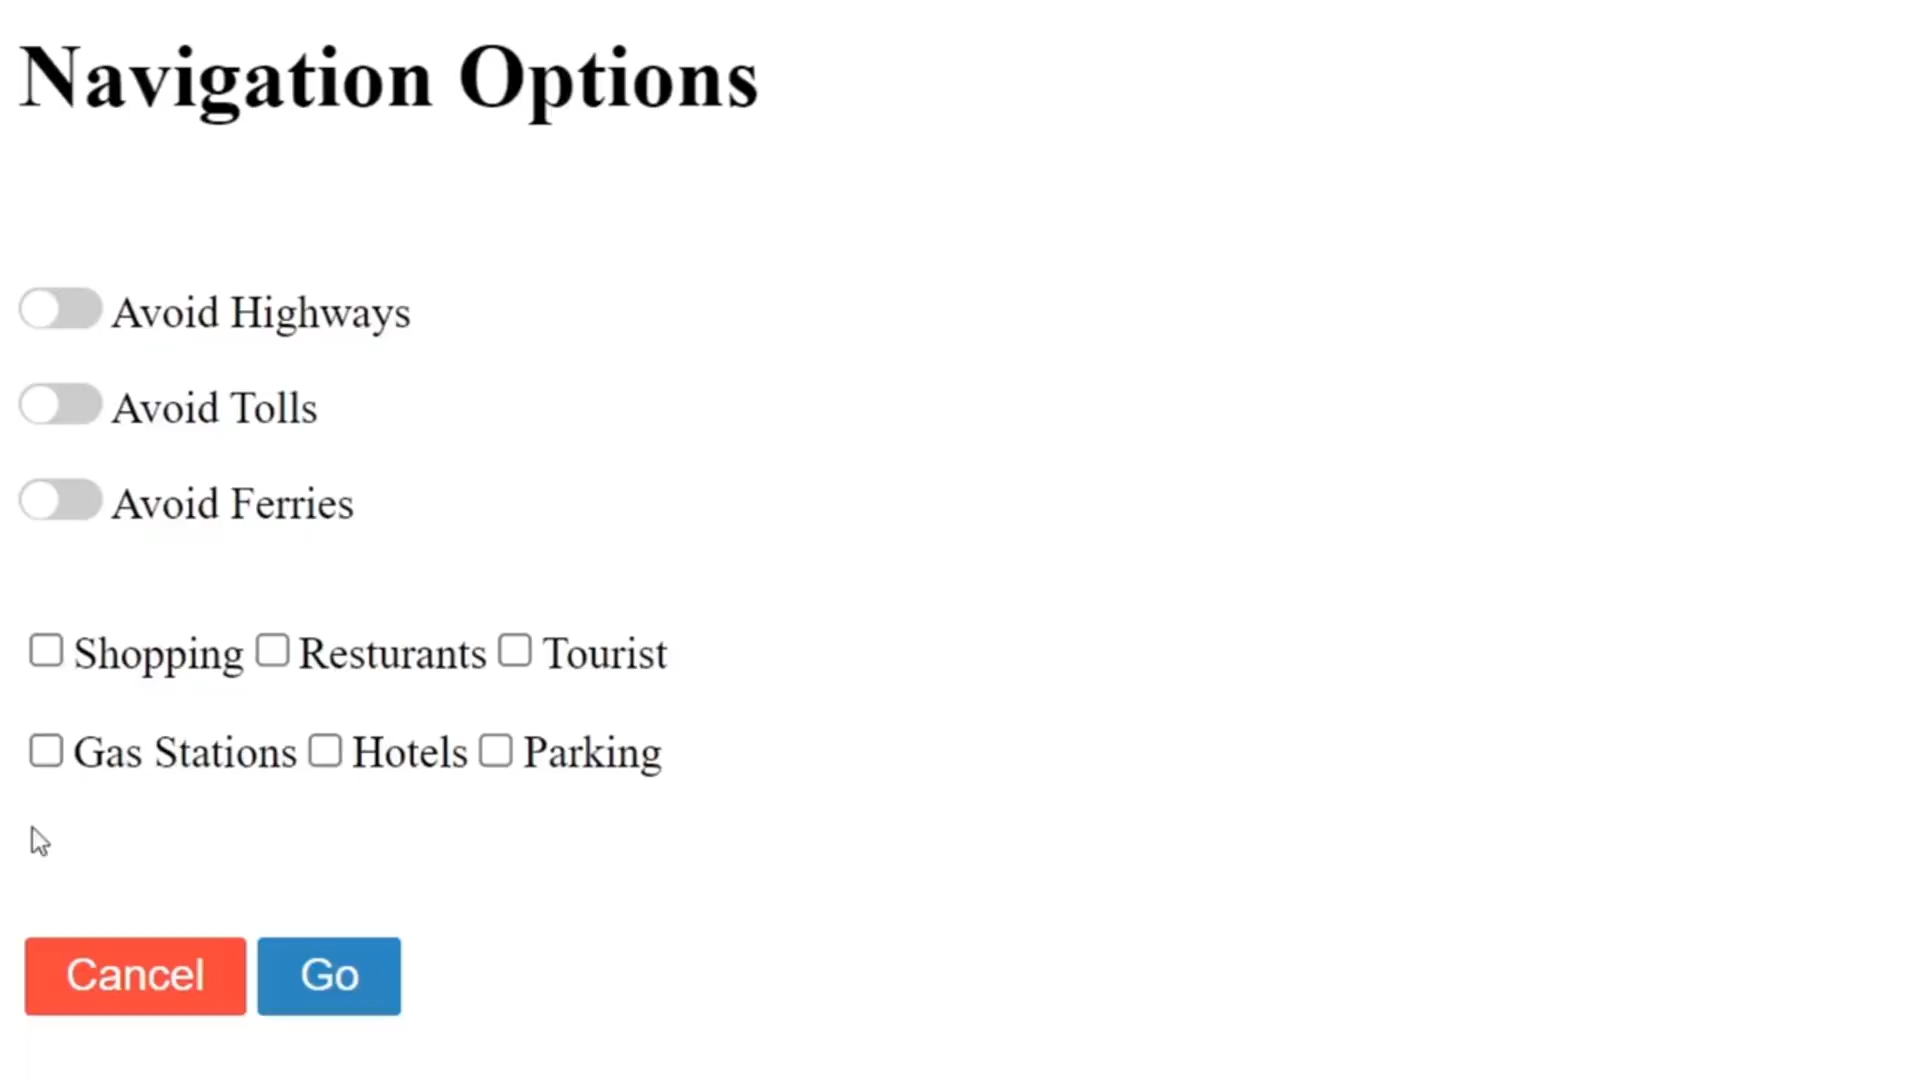 Navigation Options
Avoid Highways
Avoid Tolls
Avoid Ferries
Shopping Resturants Tourist
Gas Stations Hotels Parking
Cancel Go